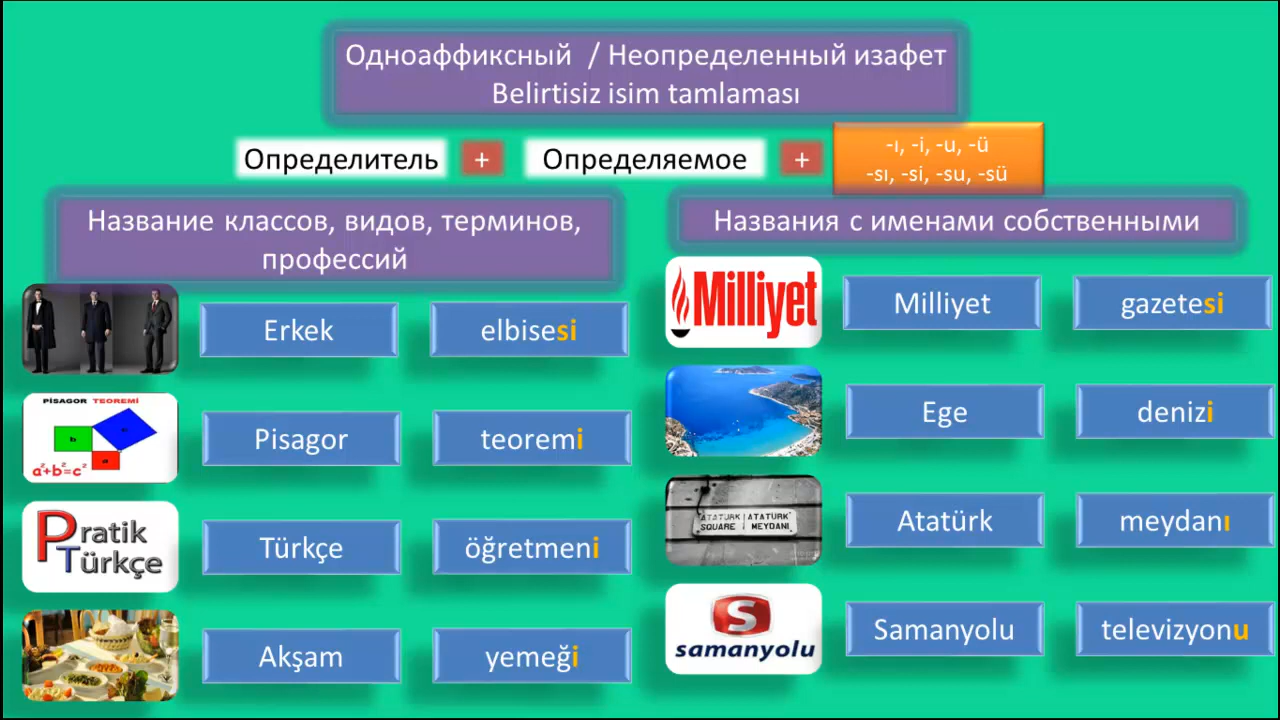 Одноаффиксный / Неопределенный изафет
Belirtisiz isim tamlaması
Определитель + Определяемое + -ı, -i, -u, -ü
-sı, -si, -su, -sü
Название классов, видов, терминов,
профессий
Erkek elbisesi
PİSAGOR TEOREMİ
b
c
a
a²+b²=c²
Pisagor teoremi
Pratik
Türkçe
Türkçe öğretmeni
Akşam yemeği
Названия с именами собственными
Milliyet
Milliyet gazetesi
Ege denizi
ATATÜRK ATATÜRK
SQUARE MEYDANI
Atatürk meydanı
S
samanyolu
Samanyolu televizyonu